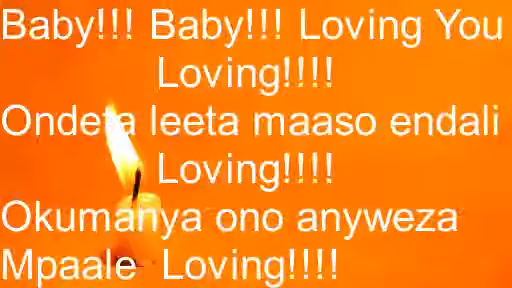 Baby!!! Baby!!! Loving You
Loving!!!!
Ondeta leeta maaso endali
Loving!!!!
Okumanya ono anyweza
Mpaale  Loving!!!!